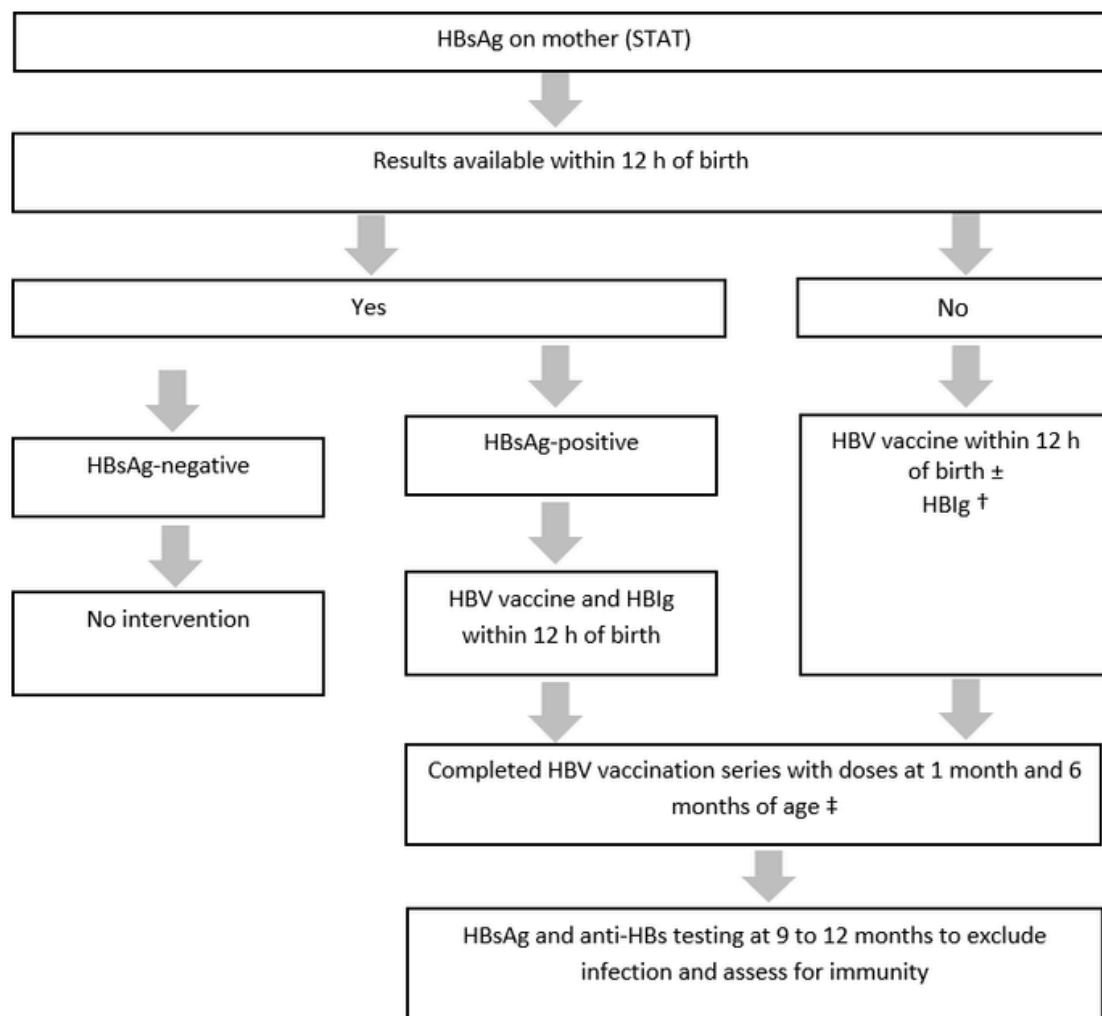 HBsAg on mother (STAT)
Results available within 12 h of birth
Yes
No
HBsAg-negative
HBsAg-positive
HBV vaccine within 12 h
of birth ±
HBIg †
No intervention
HBV vaccine and HBIg
within 12 h of birth
Completed HBV vaccination series with doses at 1 month and 6
months of age ‡
HBsAg and anti-HBs testing at 9 to 12 months to exclude
infection and assess for immunity